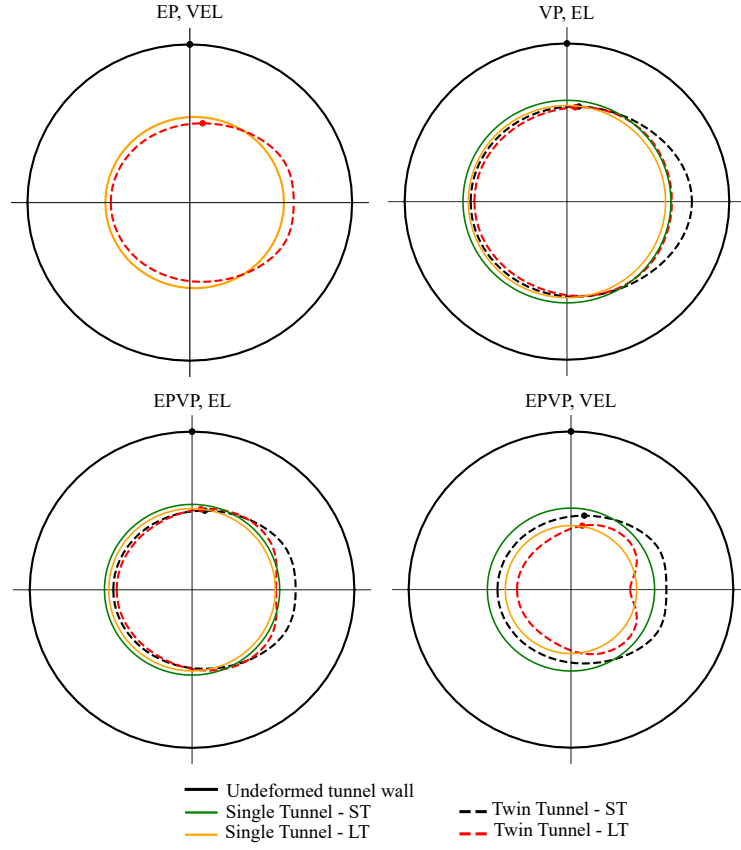 EP, VEL
VP, EL
EPVP, EL
EPVP, VEL
Undeformed tunnel wall
Single Tunnel - ST
Single Tunnel - LT
Twin Tunnel - ST
Twin Tunnel - LT